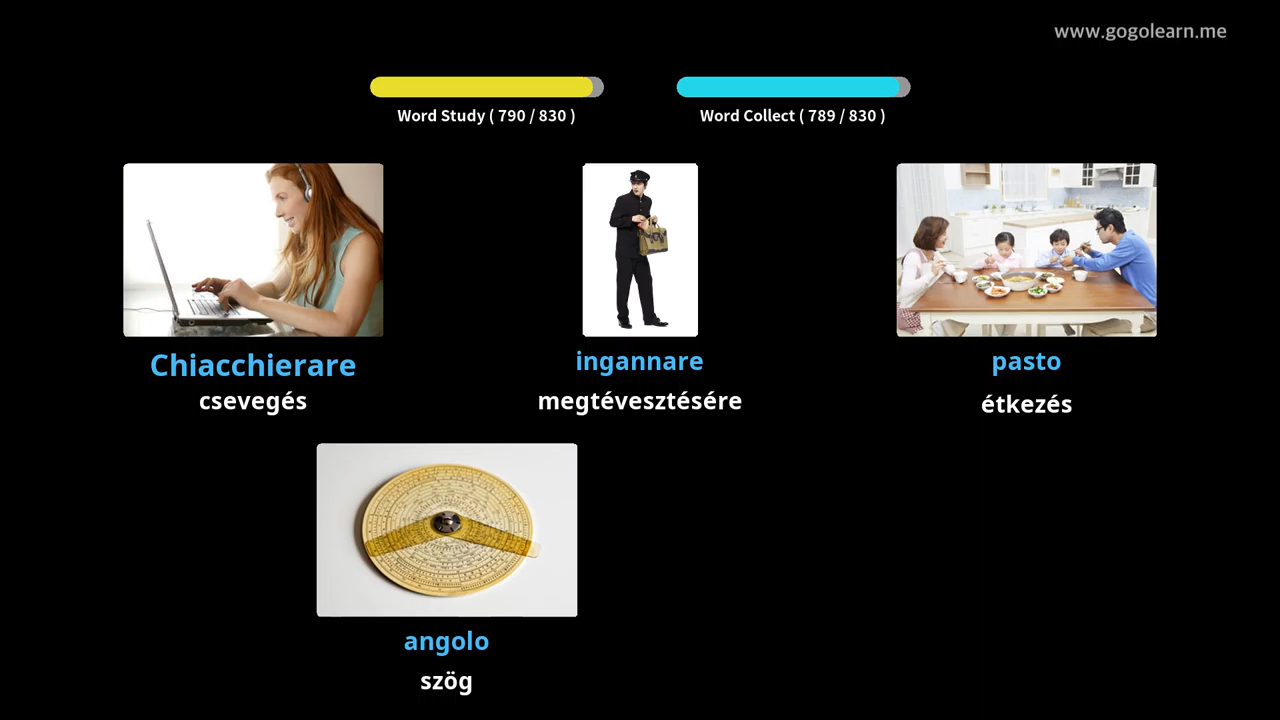 www.gogolearn.me
Word Study ( 790 / 830 )
Word Collect ( 789 / 830 )
Chiacchierare
csevegés
ingannare
megtévesztésére
pasto
étkezés
angolo
szög